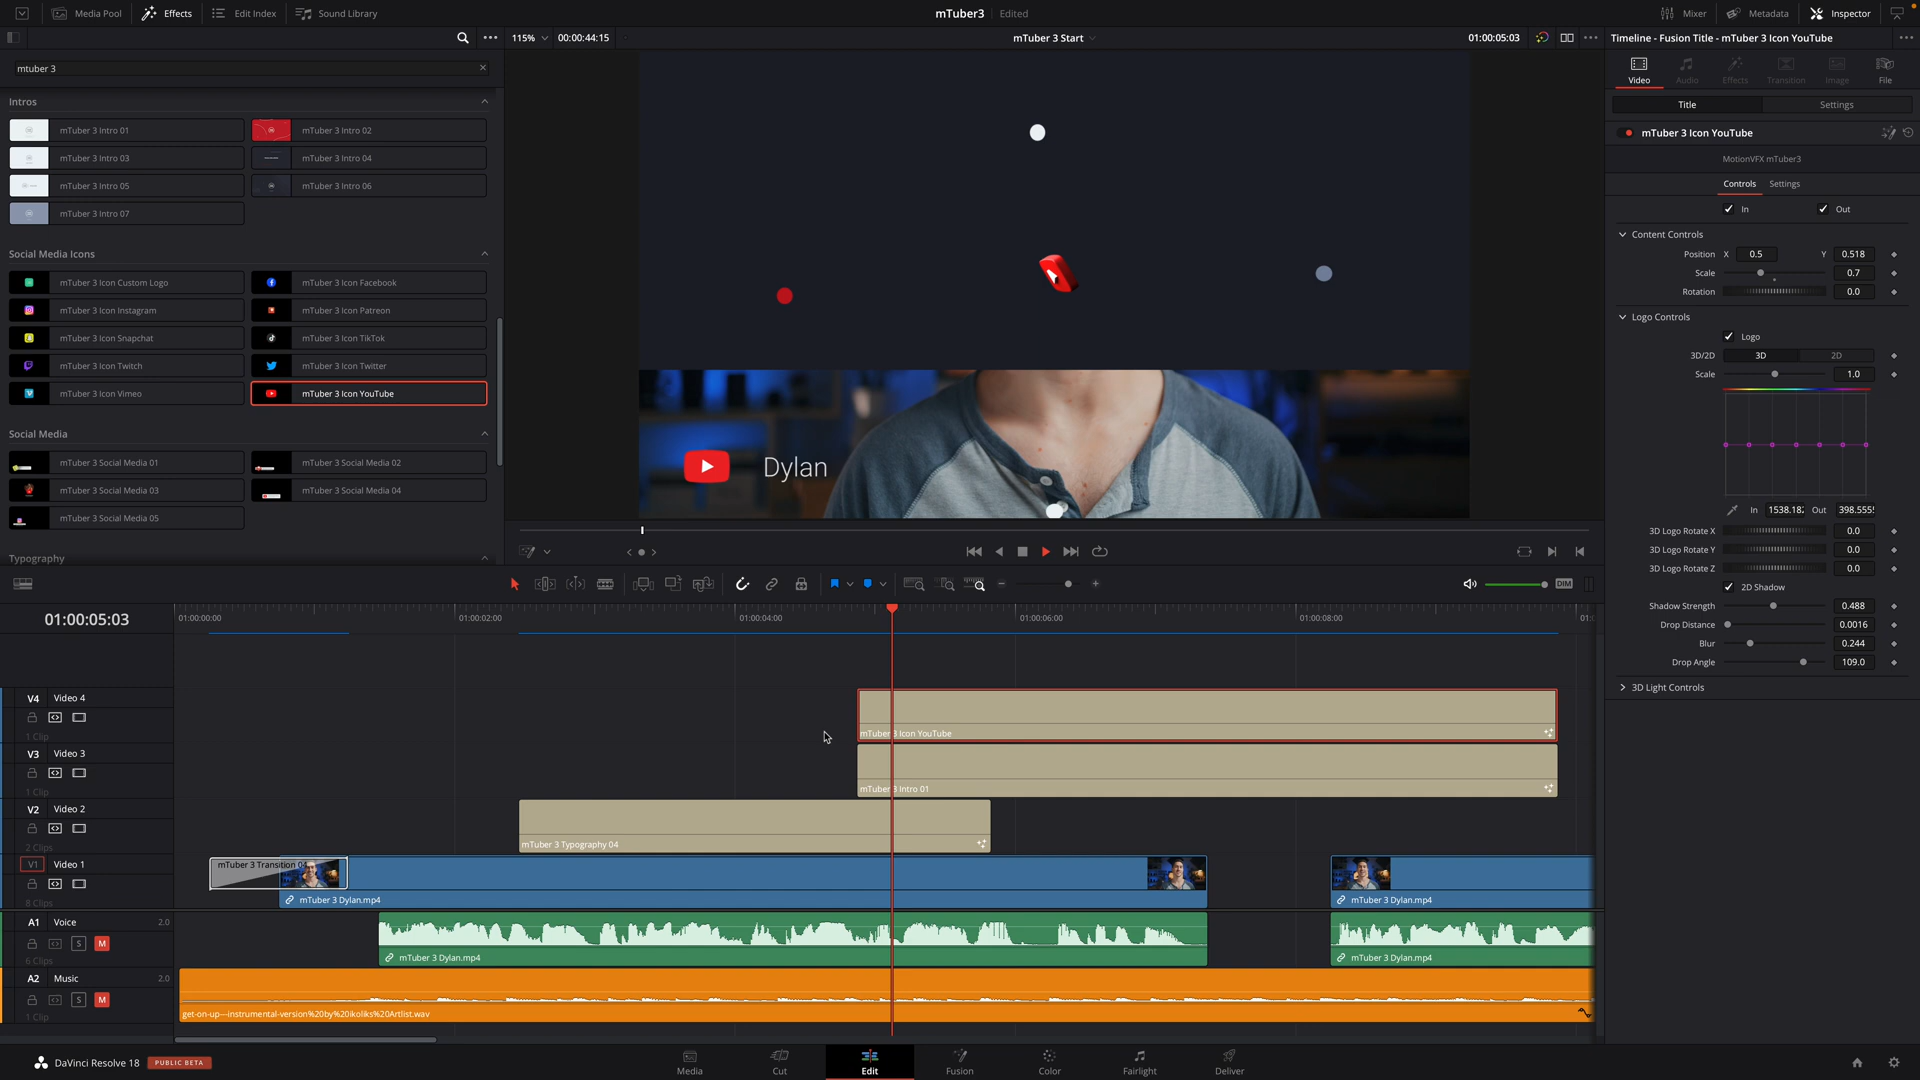 Media Pool
Effects
Edit Index
Sound Library
mTuber3
Edited
Mixer
Metadata
Inspector
115%
00:00:44:15
mTuber 3 Start
01:00:05:03
Timeline - Fusion Title - mTuber 3 Icon YouTube
mtuber 3
Video
Audio
Effects
Transition
Image
File
Title
Settings
Intros
mTuber 3 Intro 01
mTuber 3 Intro 02
mTuber 3 Intro 03
mTuber 3 Intro 04
mTuber 3 Intro 05
mTuber 3 Intro 06
mTuber 3 Intro 07
mTuber 3 Icon YouTube
MotionVFX mTuber3
Controls
Settings
In
Out
Content Controls
Position X 0.5 Y 0.518
Scale 0.7
Rotation 0.0
Social Media Icons
mTuber 3 Icon Custom Logo
mTuber 3 Icon Facebook
mTuber 3 Icon Instagram
mTuber 3 Icon Patreon
mTuber 3 Icon Snapchat
mTuber 3 Icon TikTok
mTuber 3 Icon Twitch
mTuber 3 Icon Twitter
mTuber 3 Icon Vimeo
mTuber 3 Icon YouTube
Logo Controls
Logo
3D/2D 3D 2D
Scale 1.0
Social Media
mTuber 3 Social Media 01
mTuber 3 Social Media 02
mTuber 3 Social Media 03
mTuber 3 Social Media 04
mTuber 3 Social Media 05
Typography
Dylan
In 1538.182 Out 398.5555
3D Logo Rotate X 0.0
3D Logo Rotate Y 0.0
3D Logo Rotate Z 0.0
2D Shadow
Shadow Strength 0.488
Drop Distance 0.0016
Blur 0.244
Drop Angle 109.0
3D Light Controls
DIM
01:00:05:03
01:00:00:00
01:00:02:00
01:00:04:00
01:00:06:00
01:00:08:00
V4 Video 4
1 Clip
mTuber 3 Icon YouTube
V3 Video 3
1 Clip
mTuber 3 Intro 01
V2 Video 2
2 Clips
mTuber 3 Typography 04
V1 Video 1
8 Clips
mTuber 3 Transition 04
mTuber 3 Dylan.mp4
mTuber 3 Dylan.mp4
A1 Voice 2.0
S M
6 Clips
mTuber 3 Dylan.mp4
mTuber 3 Dylan.mp4
A2 Music 2.0
S M
1 Clip
get-on-up---instrumental-version%20by%20ikoliks%20Artlist.wav
DaVinci Resolve 18
PUBLIC BETA
Media
Cut
Edit
Fusion
Color
Fairlight
Deliver